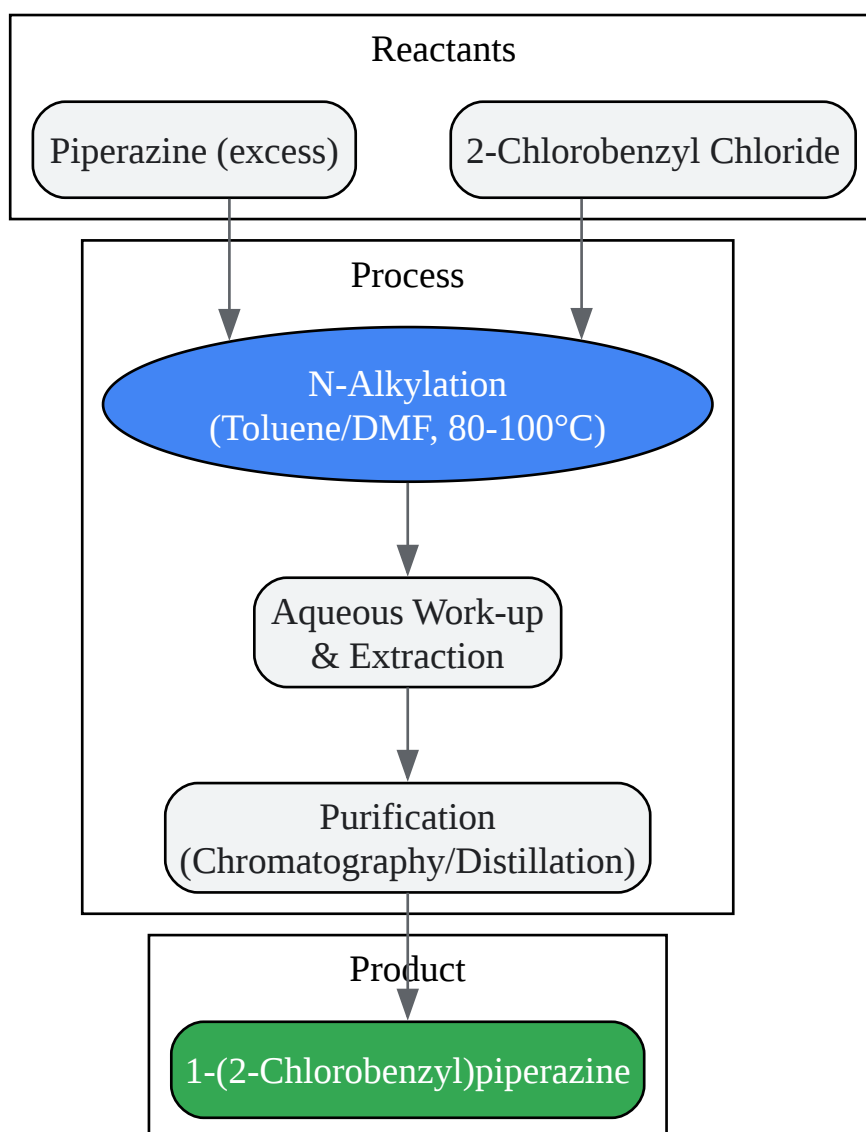 Reactants
Piperazine (excess)
2-Chlorobenzyl Chloride
Process
N-Alkylation
(Toluene/DMF, 80-100°C)
Aqueous Work-up
& Extraction
Purification
(Chromatography/Distillation)
Product
1-(2-Chlorobenzyl)piperazine